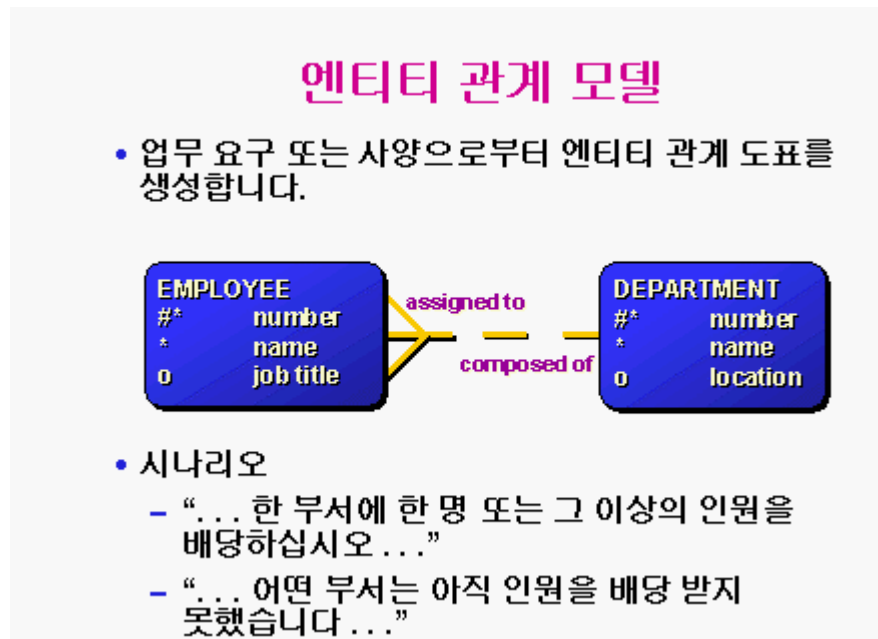 엔티티 관계 모델
• 업무 요구 또는 사양으로부터 엔티티 관계 도표를
생성합니다.
EMPLOYEE
#* number
* name
o job title
assigned to
composed of
DEPARTMENT
#* number
* name
o location
• 시나리오
– “. . . 한 부서에 한 명 또는 그 이상의 인원을
배당하십시오 . . .”
– “. . . 어떤 부서는 아직 인원을 배당 받지
못했습니다 . . .”